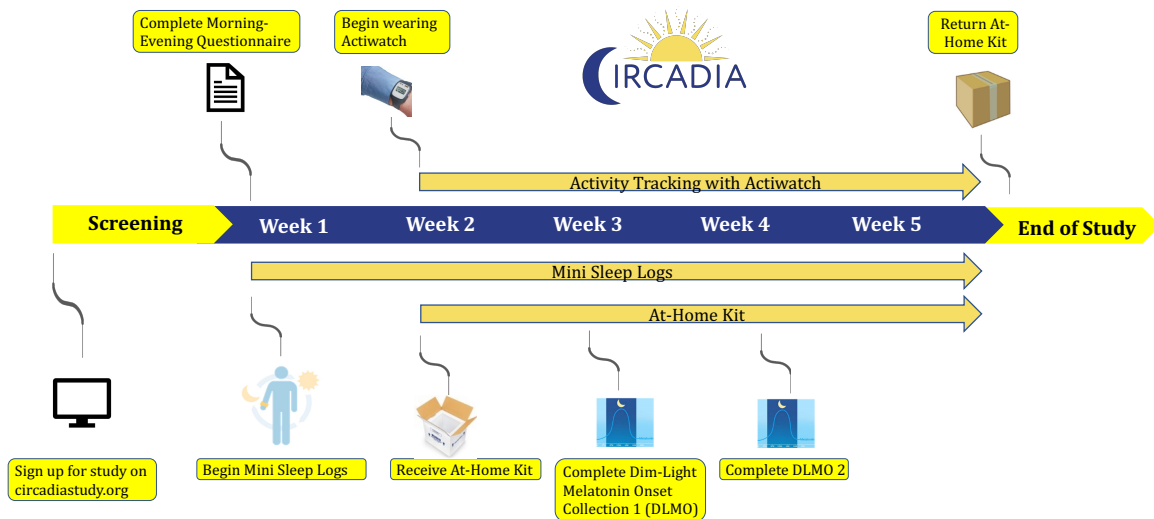 Complete Morning-
Evening Questionnaire
Begin wearing
Actiwatch
CIRCADIA
Return At-
Home Kit
Activity Tracking with Actiwatch
Screening
Week 1
Week 2
Week 3
Week 4
Week 5
End of Study
Mini Sleep Logs
At-Home Kit
Sign up for study on
circadiastudy.org
Begin Mini Sleep Logs
Receive At-Home Kit
Complete Dim-Light
Melatonin Onset
Collection 1 (DLMO)
Complete DLMO 2